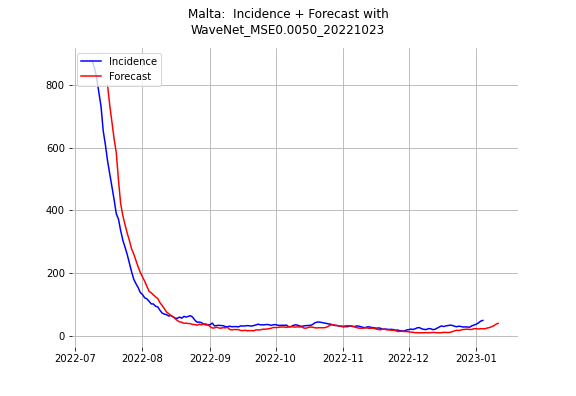 Malta:  Incidence + Forecast with
WaveNet_MSE0.0050_20221023
Incidence
Forecast
800
600
400
200
0
2022-07 2022-08 2022-09 2022-10 2022-11 2022-12 2023-01